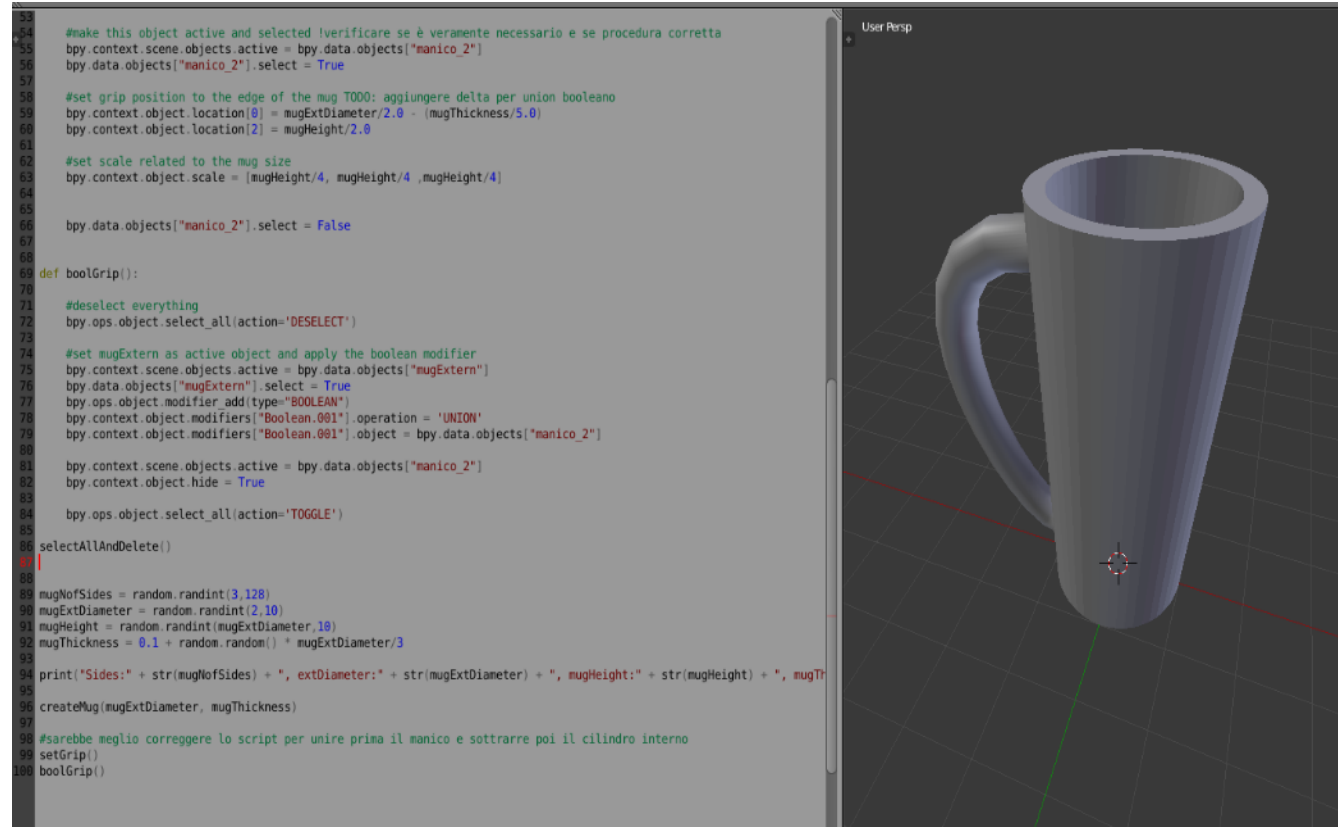 53
54 #make this object active and selected !verificare se è veramente necessario e se procedura corretta
55 bpy.context.scene.objects.active = bpy.data.objects["manico_2"]
56 bpy.data.objects["manico_2"].select = True
57
58 #set grip position to the edge of the mug TODO: aggiungere delta per union booleano
59 bpy.context.object.location[0] = mugExtDiameter/2.0 - (mugThickness/5.0)
60 bpy.context.object.location[2] = mugHeight/2.0
61
62 #set scale related to the mug size
63 bpy.context.object.scale = [mugHeight/4, mugHeight/4 ,mugHeight/4]
64
65
66 bpy.data.objects["manico_2"].select = False
67
68
69 def boolGrip():
70
71 #deselect everything
72 bpy.ops.object.select_all(action='DESELECT')
73
74 #set mugExtern as active object and apply the boolean modifier
75 bpy.context.scene.objects.active = bpy.data.objects["mugExtern"]
76 bpy.data.objects["mugExtern"].select = True
77 bpy.ops.object.modifier_add(type="BOOLEAN")
78 bpy.context.object.modifiers["Boolean.001"].operation = 'UNION'
79 bpy.context.object.modifiers["Boolean.001"].object = bpy.data.objects["manico_2"]
80
81 bpy.context.scene.objects.active = bpy.data.objects["manico_2"]
82 bpy.context.object.hide = True
83
84 bpy.ops.object.select_all(action='TOGGLE')
85
86 selectAllAndDelete()
87
88
89 mugNofSides = random.randint(3,128)
90 mugExtDiameter = random.randint(2,10)
91 mugHeight = random.randint(mugExtDiameter,10)
92 mugThickness = 0.1 + random.random() * mugExtDiameter/3
93
94 print("Sides:" + str(mugNofSides) + ", extDiameter:" + str(mugExtDiameter) + ", mugHeight:" + str(mugHeight) + ", mugTh
95
96 createMug(mugExtDiameter, mugThickness)
97
98 #sarebbe meglio correggere lo script per unire prima il manico e sottrarre poi il cilindro interno
99 setGrip()
100 boolGrip()
User Persp